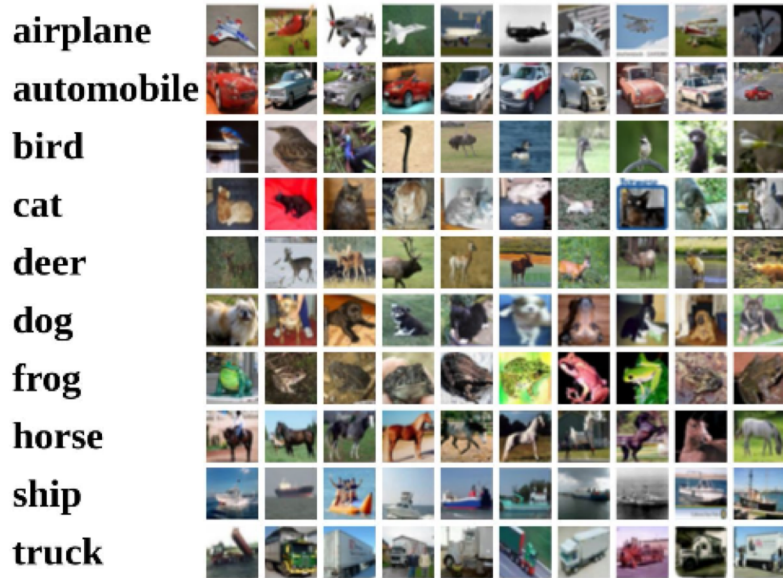 airplane
automobile
bird
cat
deer
dog
frog
horse
ship
truck